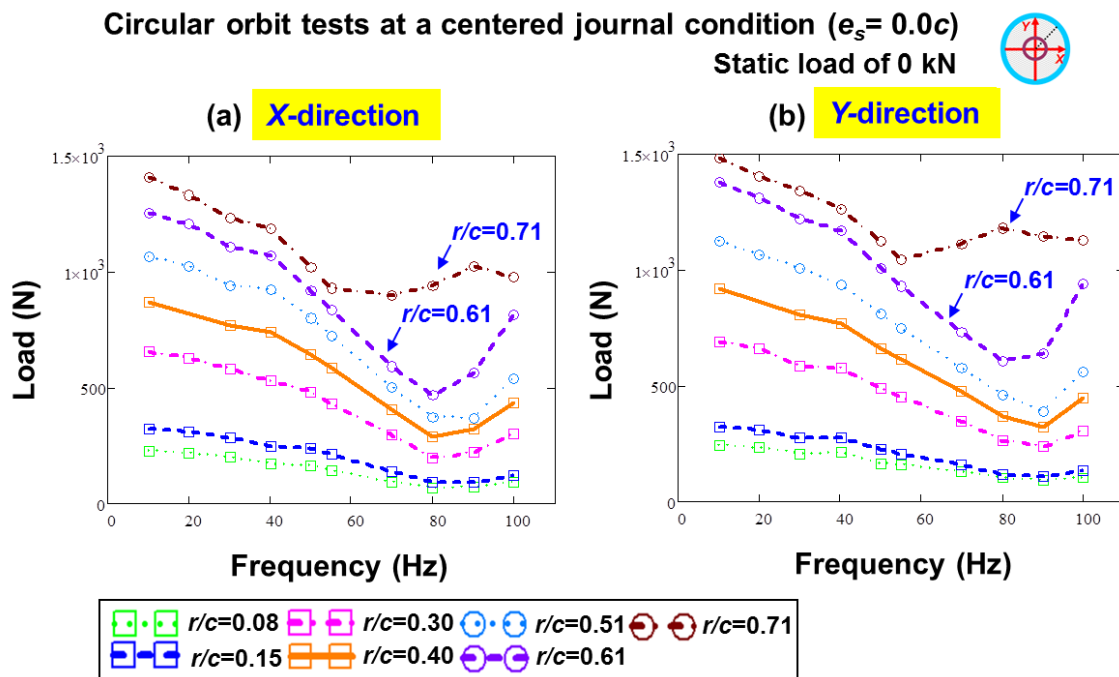 Circular orbit tests at a centered journal condition (es= 0.0c)
Static load of 0 kN
Y
X
(a) X-direction
(b) Y-direction
1.5×10³
1×10³
500
0
0 20 40 60 80 100
Load (N)
Frequency (Hz)
r/c=0.71
r/c=0.61
1.5×10³
1×10³
500
0
0 20 40 60 80 100
Load (N)
Frequency (Hz)
r/c=0.71
r/c=0.61
r/c=0.08 r/c=0.30 r/c=0.51 r/c=0.71
r/c=0.15 r/c=0.40 r/c=0.61